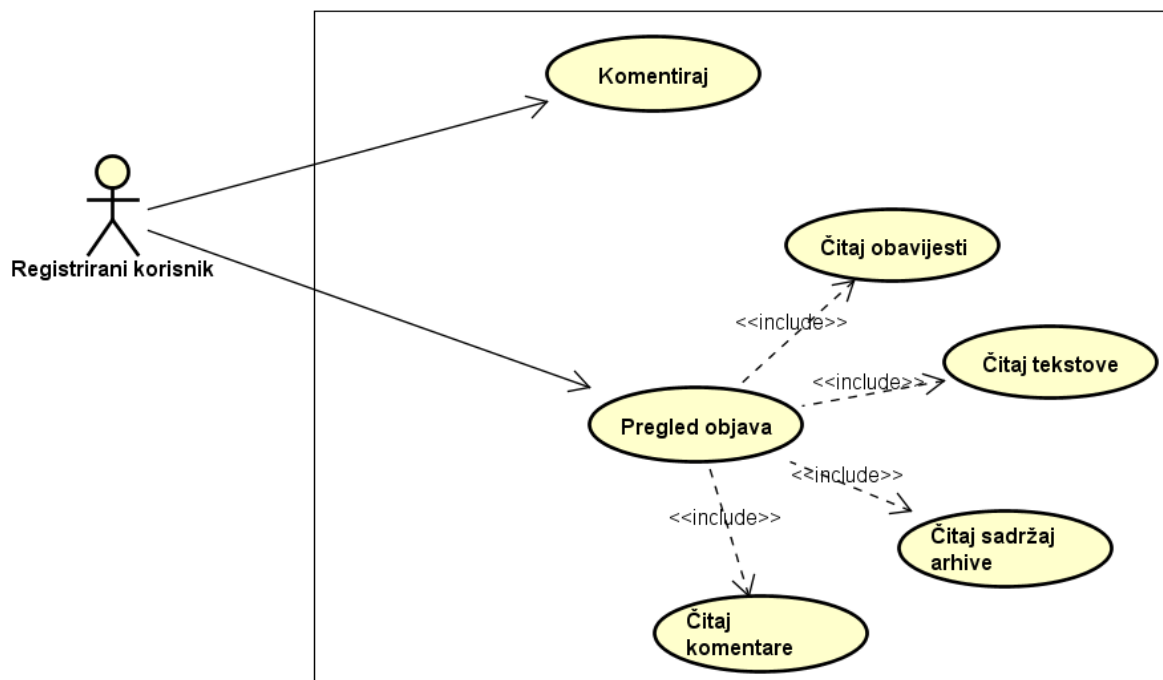 Komentiraj
Registrirani korisnik
Čitaj obavijesti
<<include>>
Čitaj tekstove
<<include>>
Pregled objava
<<include>>
<<include>>
Čitaj sadržaj
arhive
Čitaj
komentare